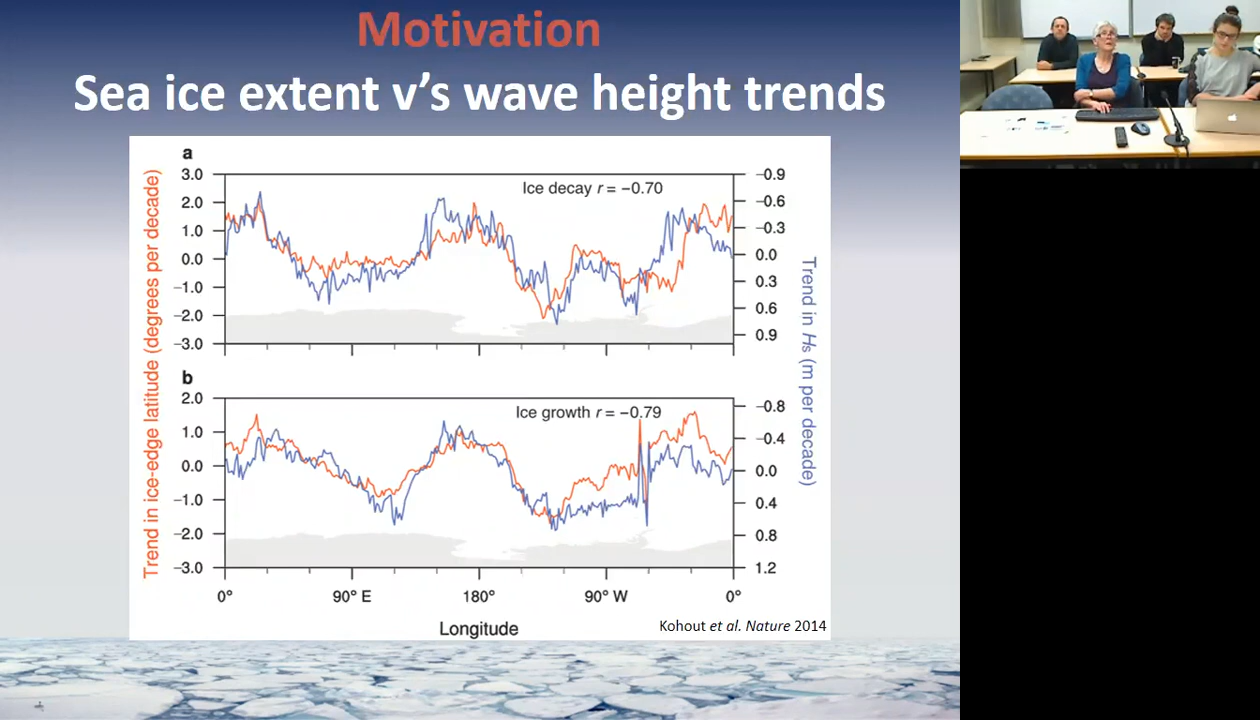 Motivation
Sea ice extent v’s wave height trends
a
Trend in ice-edge latitude (degrees per decade)
3.0
2.0
1.0
0.0
−1.0
−2.0
−3.0
Ice decay r = −0.70
−0.9
−0.6
−0.3
0.0
0.3
0.6
0.9
Trend in Hs (m per decade)
b
2.0
1.0
0.0
−1.0
−2.0
−3.0
Ice growth r = −0.79
−0.8
−0.4
0.0
0.4
0.8
1.2
0° 90° E 180° 90° W 0°
Longitude
Kohout et al. Nature 2014